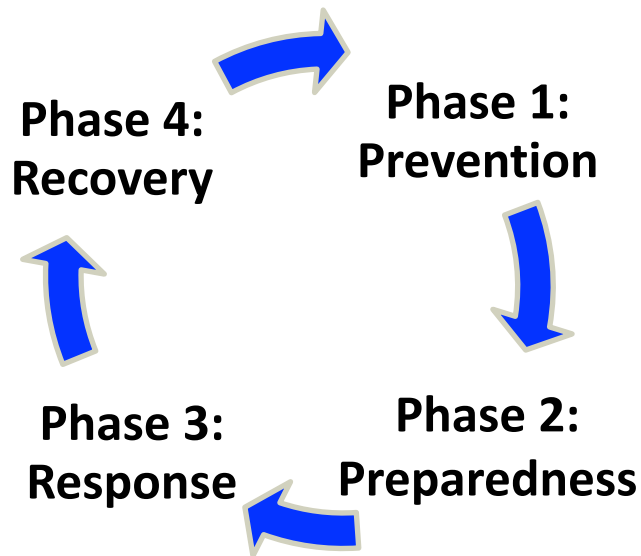 Phase 1:
Prevention
Phase 2:
Preparedness
Phase 3:
Response
Phase 4:
Recovery